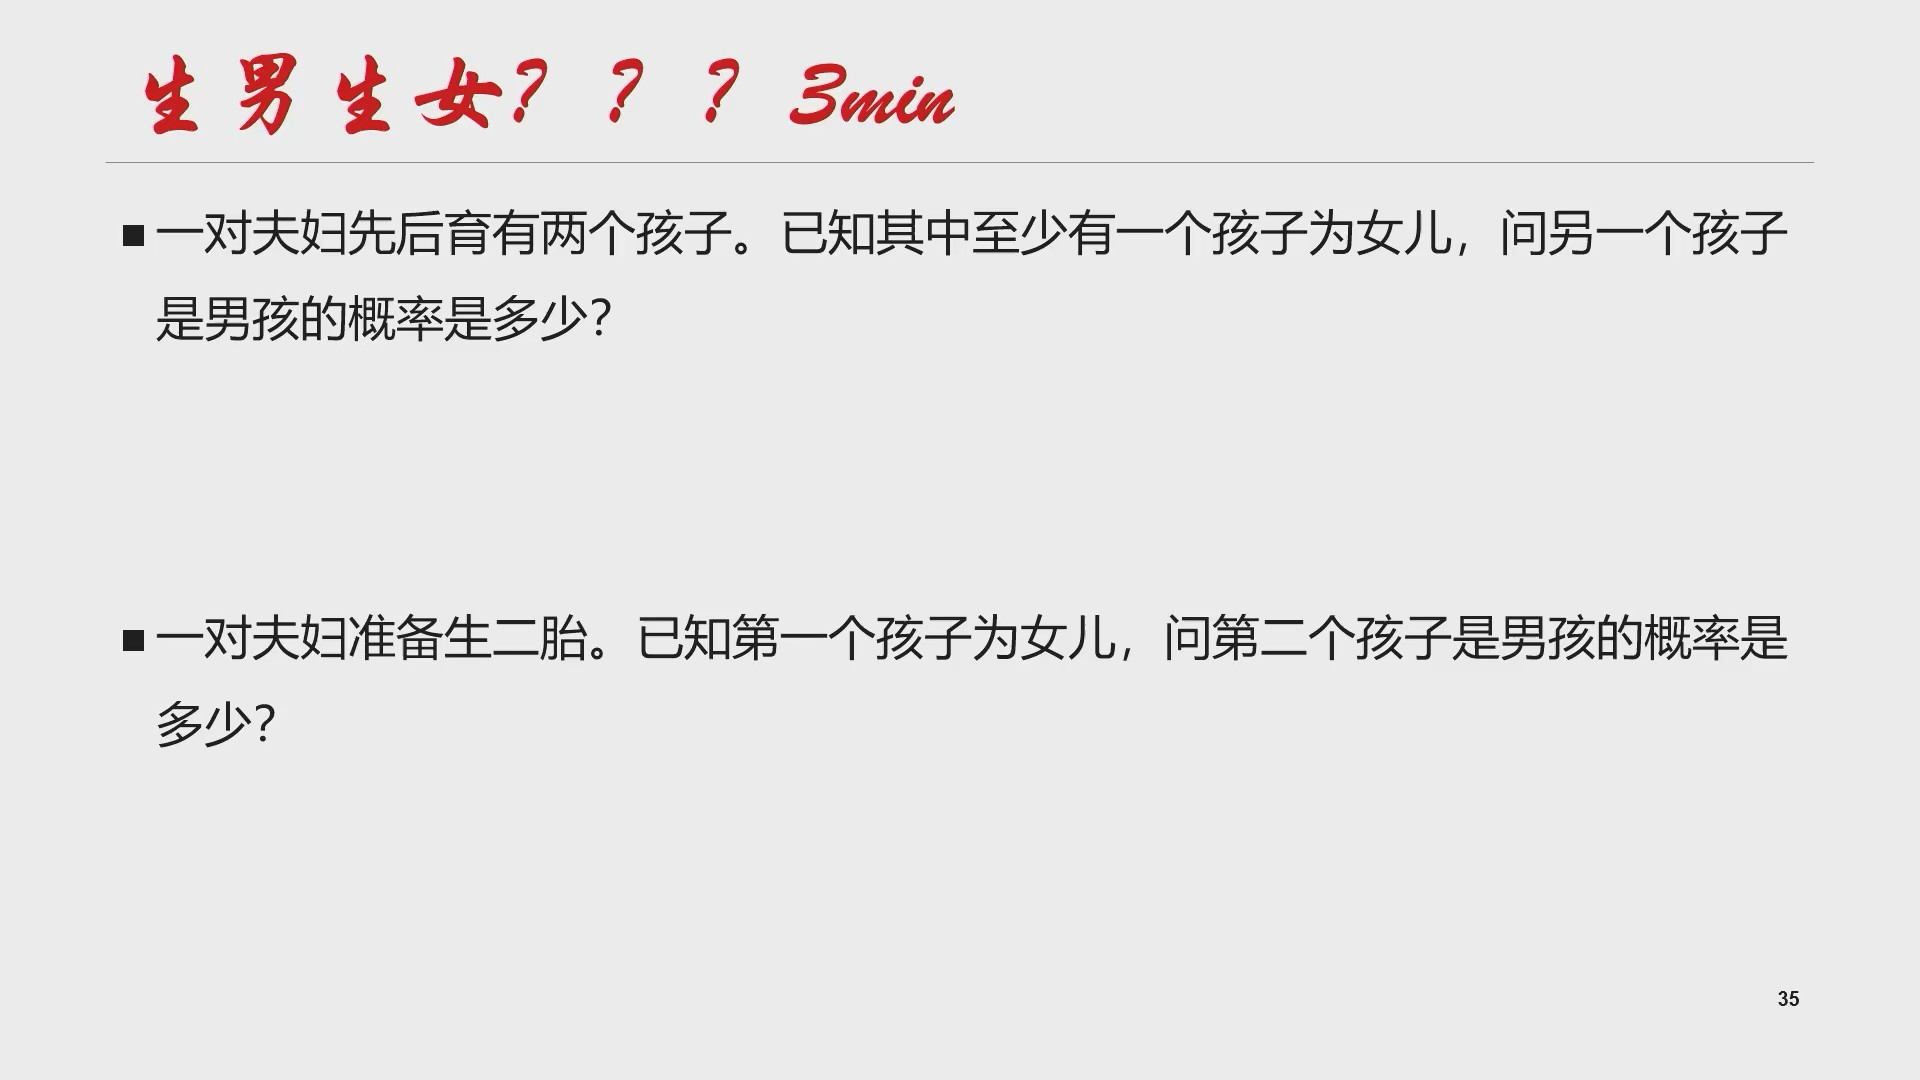 生男生女？？？3min
■一对夫妇先后育有两个孩子。已知其中至少有一个孩子为女儿，问另一个孩子
是男孩的概率是多少？
■一对夫妇准备生二胎。已知第一个孩子为女儿，问第二个孩子是男孩的概率是
多少？
35